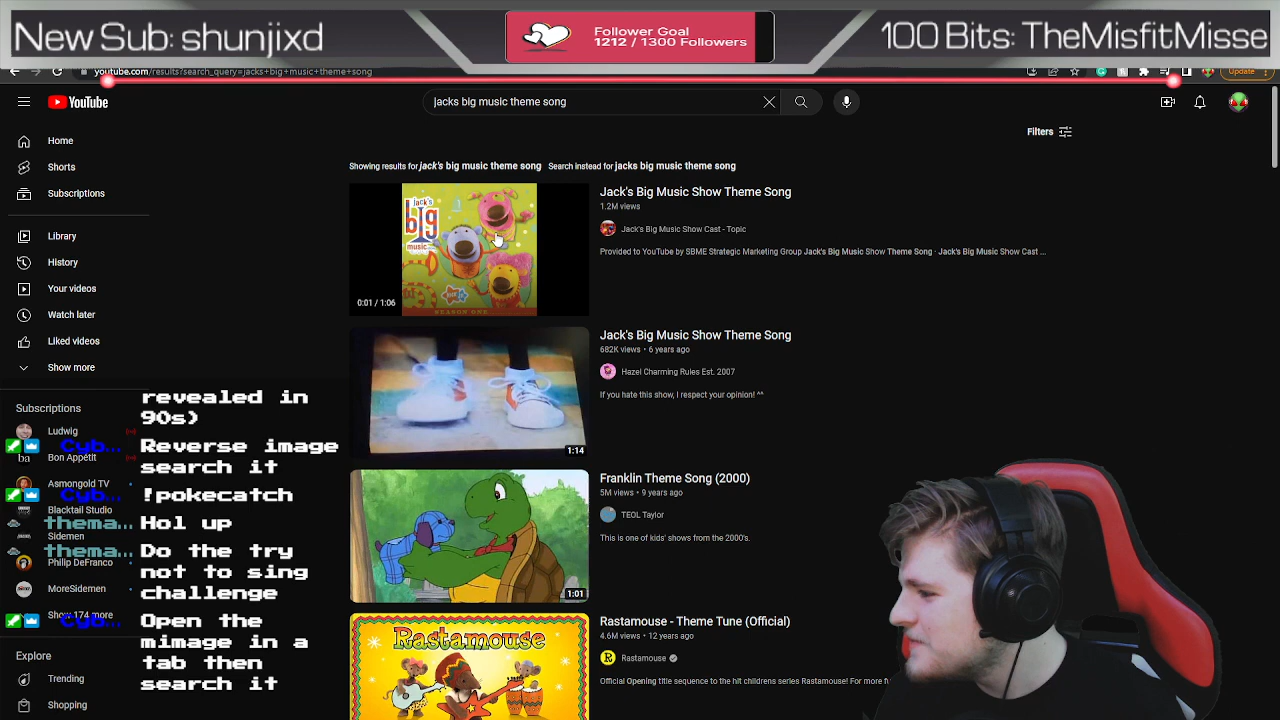 New Sub: shunjixd
Follower Goal
1212 / 1300 Followers
100 Bits: TheMisfitMisse
youtube.com/results?search_query=jacks+big+music+theme+song
Update
YouTube
jacks big music theme song
Filters
Home
Shorts
Subscriptions
Library
History
Your videos
Watch later
Liked videos
Show more
Subscriptions
Ludwig
Bon Appétit
Asmongold TV
Blacktail Studio
Sidemen
Philip DeFranco
MoreSidemen
Show 174 more
Explore
Trending
Shopping
revealed in
90s)
Cyb... Reverse image
search it
Cyb... !pokecatch
thema... Hol up
thema... Do the try
not to sing
challenge
Cyb... Open the
mimage in a
tab then
search it
Showing results for jack's big music theme song Search instead for jacks big music theme song
jack's
big
music
SEASON ONE
0:01 / 1:06
Jack's Big Music Show Theme Song
1.2M views
Jack's Big Music Show Cast - Topic
Provided to YouTube by SBME Strategic Marketing Group Jack's Big Music Show Theme Song · Jack's Big Music Show Cast ...
1:14
Jack's Big Music Show Theme Song
682K views • 6 years ago
Hazel Charming Rules Est. 2007
If you hate this show, I respect your opinion! ^^
1:01
Franklin Theme Song (2000)
5M views • 9 years ago
TEOL Taylor
This is one of kids' shows from the 2000's.
Rastamouse
Rastamouse - Theme Tune (Official)
4.6M views • 12 years ago
Rastamouse
Official Opening title sequence to the hit childrens series Rastamouse! For more